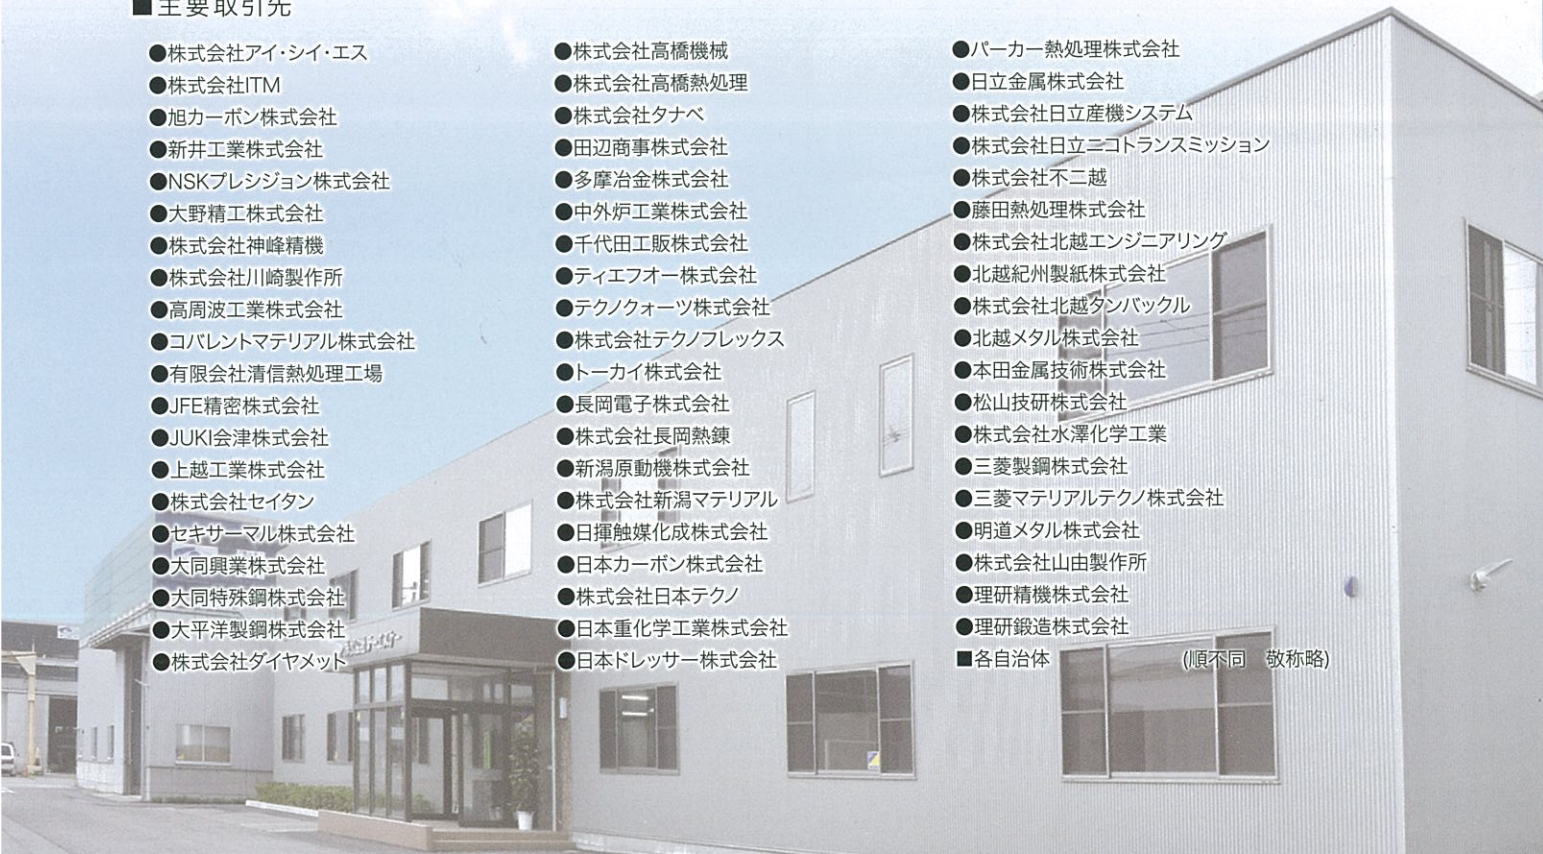 ■主要取引先
●株式会社アイ・シイ・エス
●株式会社ITM
●旭カーボン株式会社
●新井工業株式会社
●NSKプレシジョン株式会社
●大野精工株式会社
●株式会社神峰精機
●株式会社川崎製作所
●高周波工業株式会社
●コバレントマテリアル株式会社
●有限会社清信熱処理工場
●JFE精密株式会社
●JUKI会津株式会社
●上越工業株式会社
●株式会社セイタン
●セキサーマル株式会社
●大同興業株式会社
●大同特殊鋼株式会社
●大平洋製鋼株式会社
●株式会社ダイヤメット
●株式会社高橋機械
●株式会社高橋熱処理
●株式会社タナベ
●田辺商事株式会社
●多摩冶金株式会社
●中外炉工業株式会社
●千代田工販株式会社
●ティエフオー株式会社
●テクノクォーツ株式会社
●株式会社テクノフレックス
●トーカイ株式会社
●長岡電子株式会社
●株式会社長岡熱錬
●新潟原動機株式会社
●株式会社新潟マテリアル
●日揮触媒化成株式会社
●日本カーボン株式会社
●株式会社日本テクノ
●日本重化学工業株式会社
●日本ドレッサー株式会社
●パーカー熱処理株式会社
●日立金属株式会社
●株式会社日立産機システム
●株式会社日立ニコトランスミッション
●株式会社不二越
●藤田熱処理株式会社
●株式会社北越エンジニアリング
●北越紀州製紙株式会社
●株式会社北越タンバックル
●北越メタル株式会社
●本田金属技術株式会社
●松山技研株式会社
●株式会社水澤化学工業
●三菱製鋼株式会社
●三菱マテリアルテクノ株式会社
●明道メタル株式会社
●株式会社山由製作所
●理研精機株式会社
●理研鍛造株式会社
■各自治体 (順不同 敬称略)